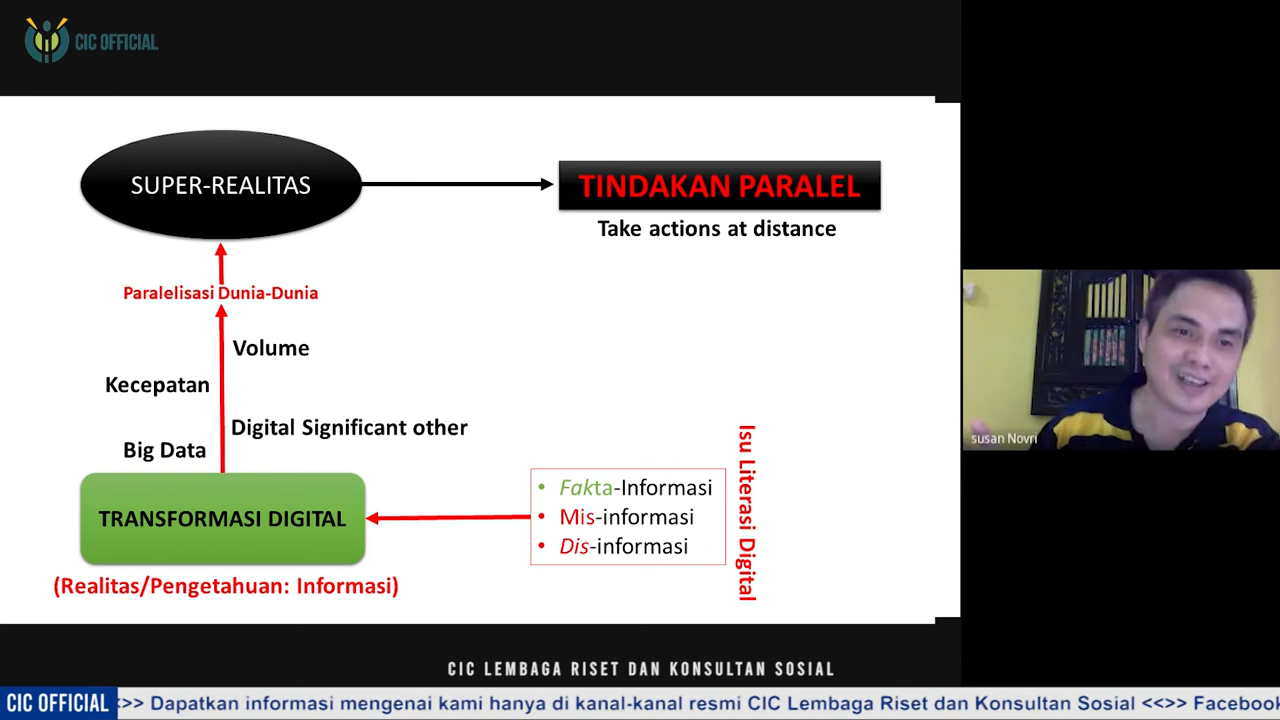 CIC OFFICIAL
SUPER-REALITAS
TINDAKAN PARALEL
Take actions at distance
Paralelisasi Dunia-Dunia
Volume
Kecepatan
Digital Significant other
Big Data
TRANSFORMASI DIGITAL
(Realitas/Pengetahuan: Informasi)
• Fakta-Informasi
• Mis-informasi
• Dis-informasi
Isu Literasi Digital
susan Novri
CIC LEMBAGA RISET DAN KONSULTAN SOSIAL
CIC OFFICIAL
<>> Dapatkan informasi mengenai kami hanya di kanal-kanal resmi CIC Lembaga Riset dan Konsultan Sosial <<>> Facebook